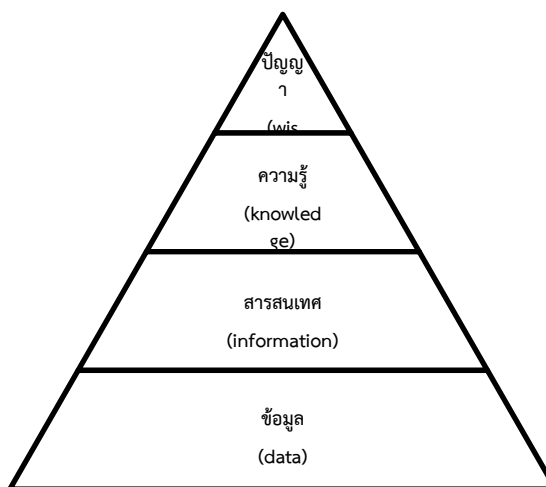 ปัญญ
า
(wis
ความรู้
(knowled
ge)
สารสนเทศ
(information)
ข้อมูล
(data)